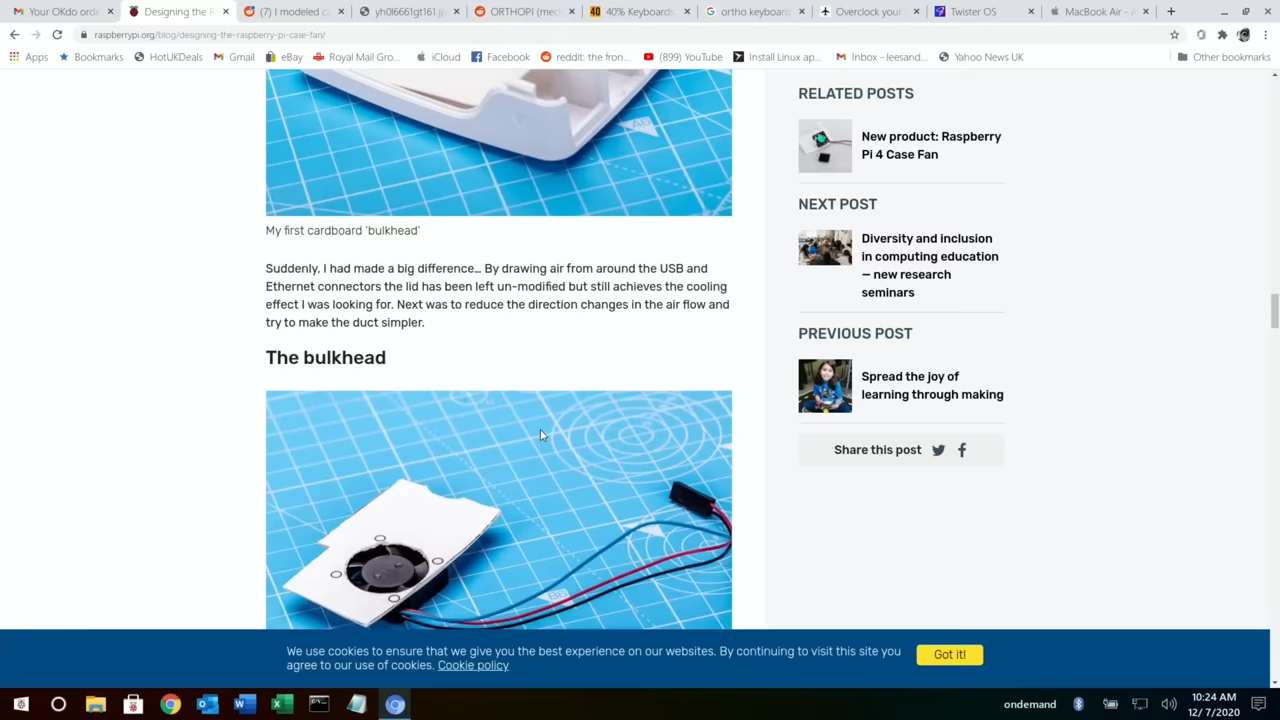 Your OKdo orde
Designing the R
(7) I modeled c
yh0l6661gt161.jp
ORTHOPI (mec
40% Keyboards
ortho keyboard
Overclock your
Twister OS
MacBook Air - A
raspberrypi.org/blog/designing-the-raspberry-pi-case-fan/
Apps
Bookmarks
HotUKDeals
Gmail
eBay
Royal Mail Gro...
iCloud
Facebook
reddit: the fron...
(899) YouTube
Install Linux ap...
Inbox - leesand...
Yahoo News UK
Other bookmarks
My first cardboard ‘bulkhead’
Suddenly, I had made a big difference… By drawing air from around the USB and
Ethernet connectors the lid has been left un-modified but still achieves the cooling
effect I was looking for. Next was to reduce the direction changes in the air flow and
try to make the duct simpler.
The bulkhead
RELATED POSTS
New product: Raspberry
Pi 4 Case Fan
NEXT POST
Diversity and inclusion
in computing education
— new research
seminars
PREVIOUS POST
Spread the joy of
learning through making
Share this post
We use cookies to ensure that we give you the best experience on our websites. By continuing to visit this site you
agree to our use of cookies. Cookie policy
Got it!
ondemand
10:24 AM
12/ 7/2020